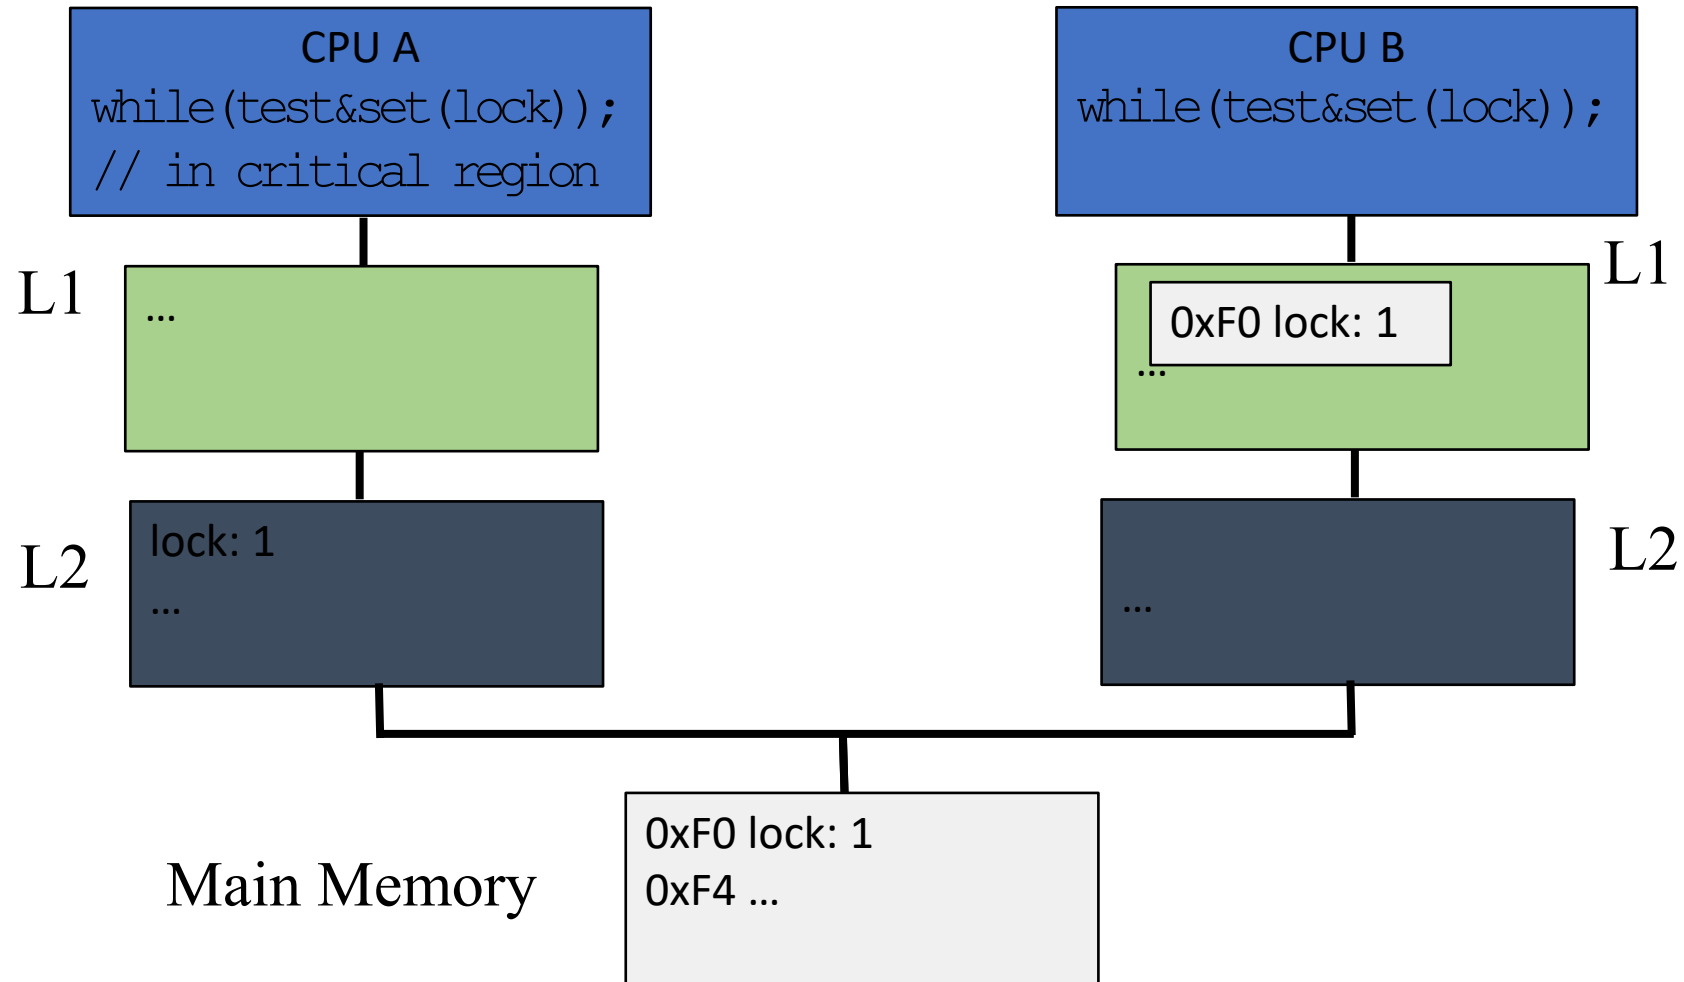 CPU A
while(test&set(lock));
// in critical region
CPU B
while(test&set(lock));
L1
…
L1
0xF0 lock: 1
…
L2
lock: 1
…
L2
…
Main Memory
0xF0 lock: 1
0xF4 …